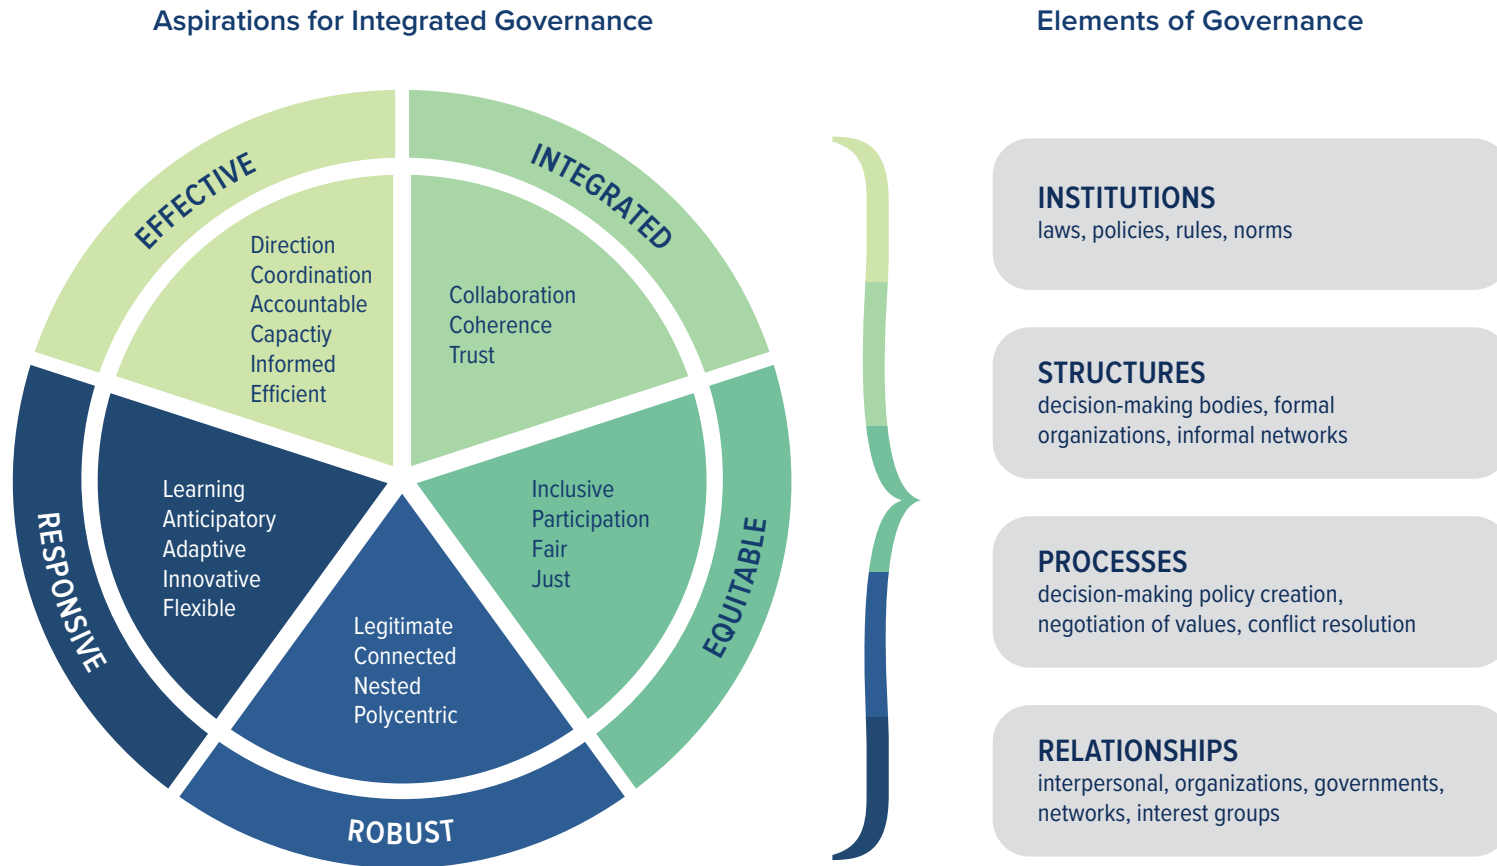 Aspirations for Integrated Governance
EFFECTIVE
Direction
Coordination
Accountable
Capactiy
Informed
Efficient
INTEGRATED
Collaboration
Coherence
Trust
EQUITABLE
Inclusive
Participation
Fair
Just
ROBUST
Legitimate
Connected
Nested
Polycentric
RESPONSIVE
Learning
Anticipatory
Adaptive
Innovative
Flexible
Elements of Governance
INSTITUTIONS
laws, policies, rules, norms
STRUCTURES
decision-making bodies, formal
organizations, informal networks
PROCESSES
decision-making policy creation,
negotiation of values, conflict resolution
RELATIONSHIPS
interpersonal, organizations, governments,
networks, interest groups